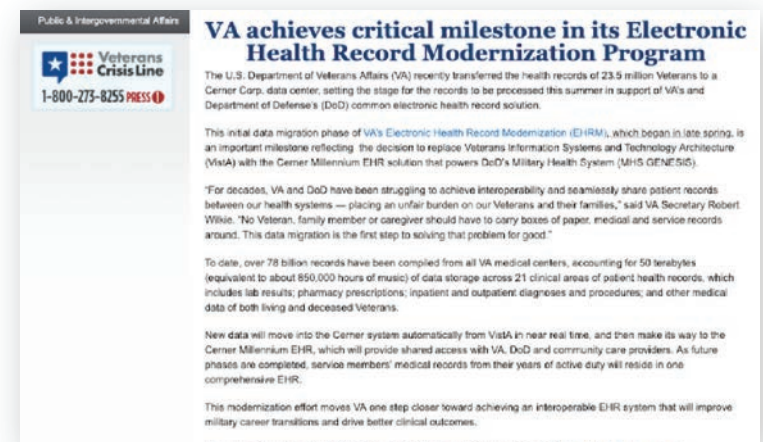 Public & Intergovernmental Affairs
Veterans
Crisis Line
1-800-273-8255 PRESS 1
VA achieves critical milestone in its Electronic
Health Record Modernization Program
The U.S. Department of Veterans Affairs (VA) recently transferred the health records of 23.5 million Veterans to a
Cerner Corp. data center, setting the stage for the records to be processed this summer in support of VA's and
Department of Defense's (DoD) common electronic health record solution.
This initial data migration phase of VA's Electronic Health Record Modernization (EHRM), which began in late spring, is
an important milestone reflecting the decision to replace Veterans Information Systems and Technology Architecture
(VistA) with the Cerner Millennium EHR solution that powers DoD's Military Health System (MHS GENESIS).
"For decades, VA and DoD have been struggling to achieve interoperability and seamlessly share patient records
between our health systems — placing an unfair burden on our Veterans and their families," said VA Secretary Robert
Wilkie. "No Veteran, family member or caregiver should have to carry boxes of paper, medical and service records
around. This data migration is the first step to solving that problem for good."
To date, over 78 billion records have been compiled from all VA medical centers, accounting for 50 terabytes
(equivalent to about 850,000 hours of music) of data storage across 21 clinical areas of patient health records, which
includes lab results; pharmacy prescriptions; inpatient and outpatient diagnoses and procedures; and other medical
data of both living and deceased Veterans.
New data will move into the Cerner system automatically from VistA in near real time, and then make its way to the
Cerner Millennium EHR, which will provide shared access with VA, DoD and community care providers. As future
phases are completed, service members' medical records from their years of active duty will reside in one
comprehensive EHR.
This modernization effort moves VA one step closer toward achieving an interoperable EHR system that will improve
military career transitions and drive better clinical outcomes.